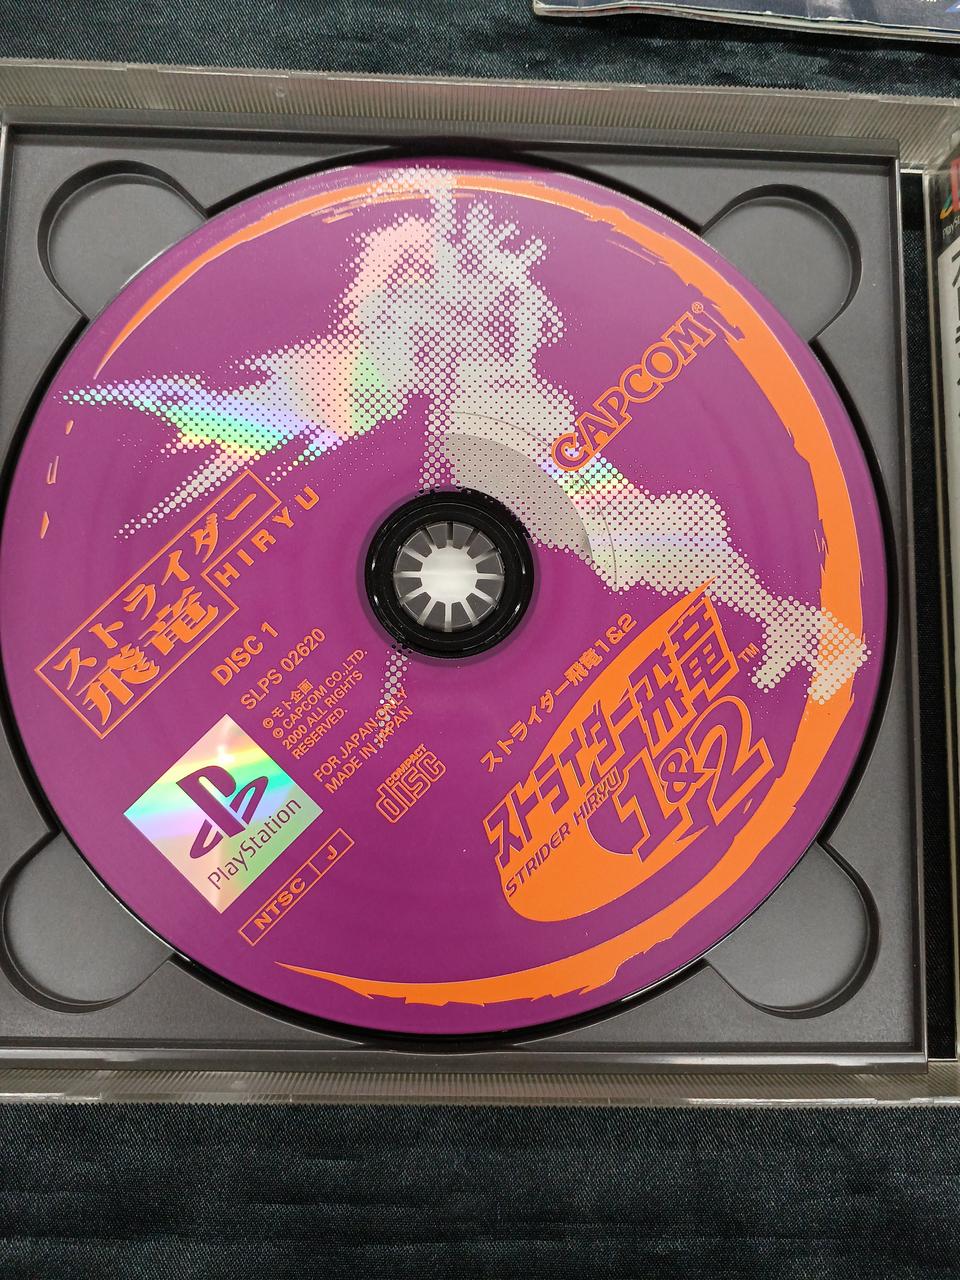 CAPCOM®
ストライダー
飛竜
HIRYU
DISC 1
SLPS 02620
©モト企画
©CAPCOM CO.,LTD.
2000 ALL RIGHTS
RESERVED.
FOR JAPAN ONLY
MADE IN JAPAN
COMPACT
disc
PlayStation
NTSC J
ストライダー飛竜1&2
ストライダー飛竜™
STRIDER HIRYU
1&2